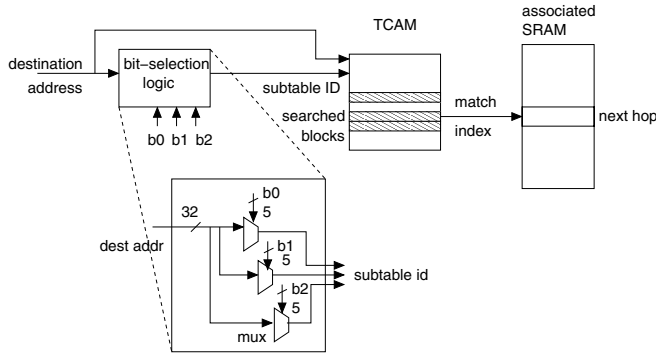 associated
SRAM
TCAM
destination
address
bit-selection
logic
subtable ID
searched
blocks
match
index
next hop
b0 b1 b2
b0
32
5
dest addr
b1
5
subtable id
b2
5
mux